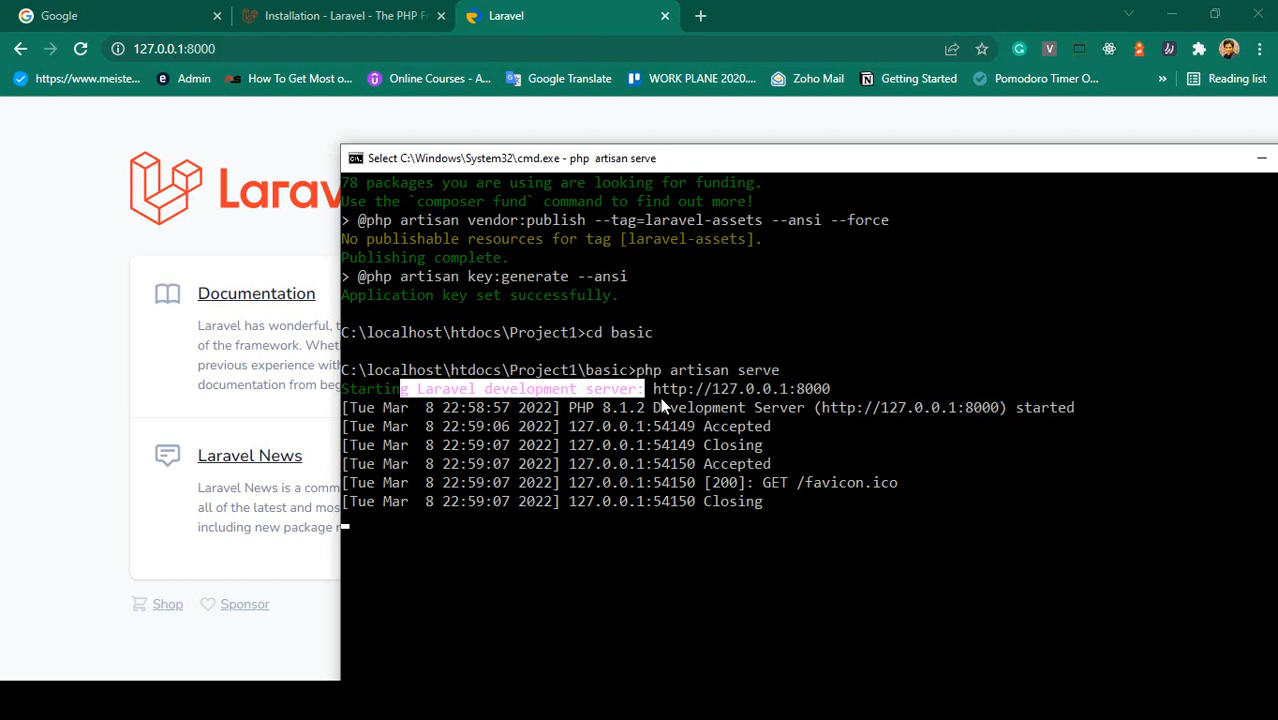 Google
Installation - Laravel - The PHP Fr
Laravel
127.0.0.1:8000
https://www.meiste...
Admin
How To Get Most o...
Online Courses - A...
Google Translate
WORK PLANE 2020....
Zoho Mail
Getting Started
Pomodoro Timer O...
»
Reading list
Larav
Documentation
Laravel has wonderful, t
of the framework. Whet
previous experience with
documentation from beg
Laravel News
Laravel News is a comm
all of the latest and mos
including new package r
Shop
Sponsor
Select C:\Windows\System32\cmd.exe - php  artisan serve
78 packages you are using are looking for funding.
Use the `composer fund` command to find out more!
> @php artisan vendor:publish --tag=laravel-assets --ansi --force
No publishable resources for tag [laravel-assets].
Publishing complete.
> @php artisan key:generate --ansi
Application key set successfully.
C:\localhost\htdocs\Project1>cd basic
C:\localhost\htdocs\Project1\basic>php artisan serve
Starting Laravel development server: http://127.0.0.1:8000
[Tue Mar  8 22:58:57 2022] PHP 8.1.2 Development Server (http://127.0.0.1:8000) started
[Tue Mar  8 22:59:06 2022] 127.0.0.1:54149 Accepted
[Tue Mar  8 22:59:07 2022] 127.0.0.1:54149 Closing
[Tue Mar  8 22:59:07 2022] 127.0.0.1:54150 Accepted
[Tue Mar  8 22:59:07 2022] 127.0.0.1:54150 [200]: GET /favicon.ico
[Tue Mar  8 22:59:07 2022] 127.0.0.1:54150 Closing